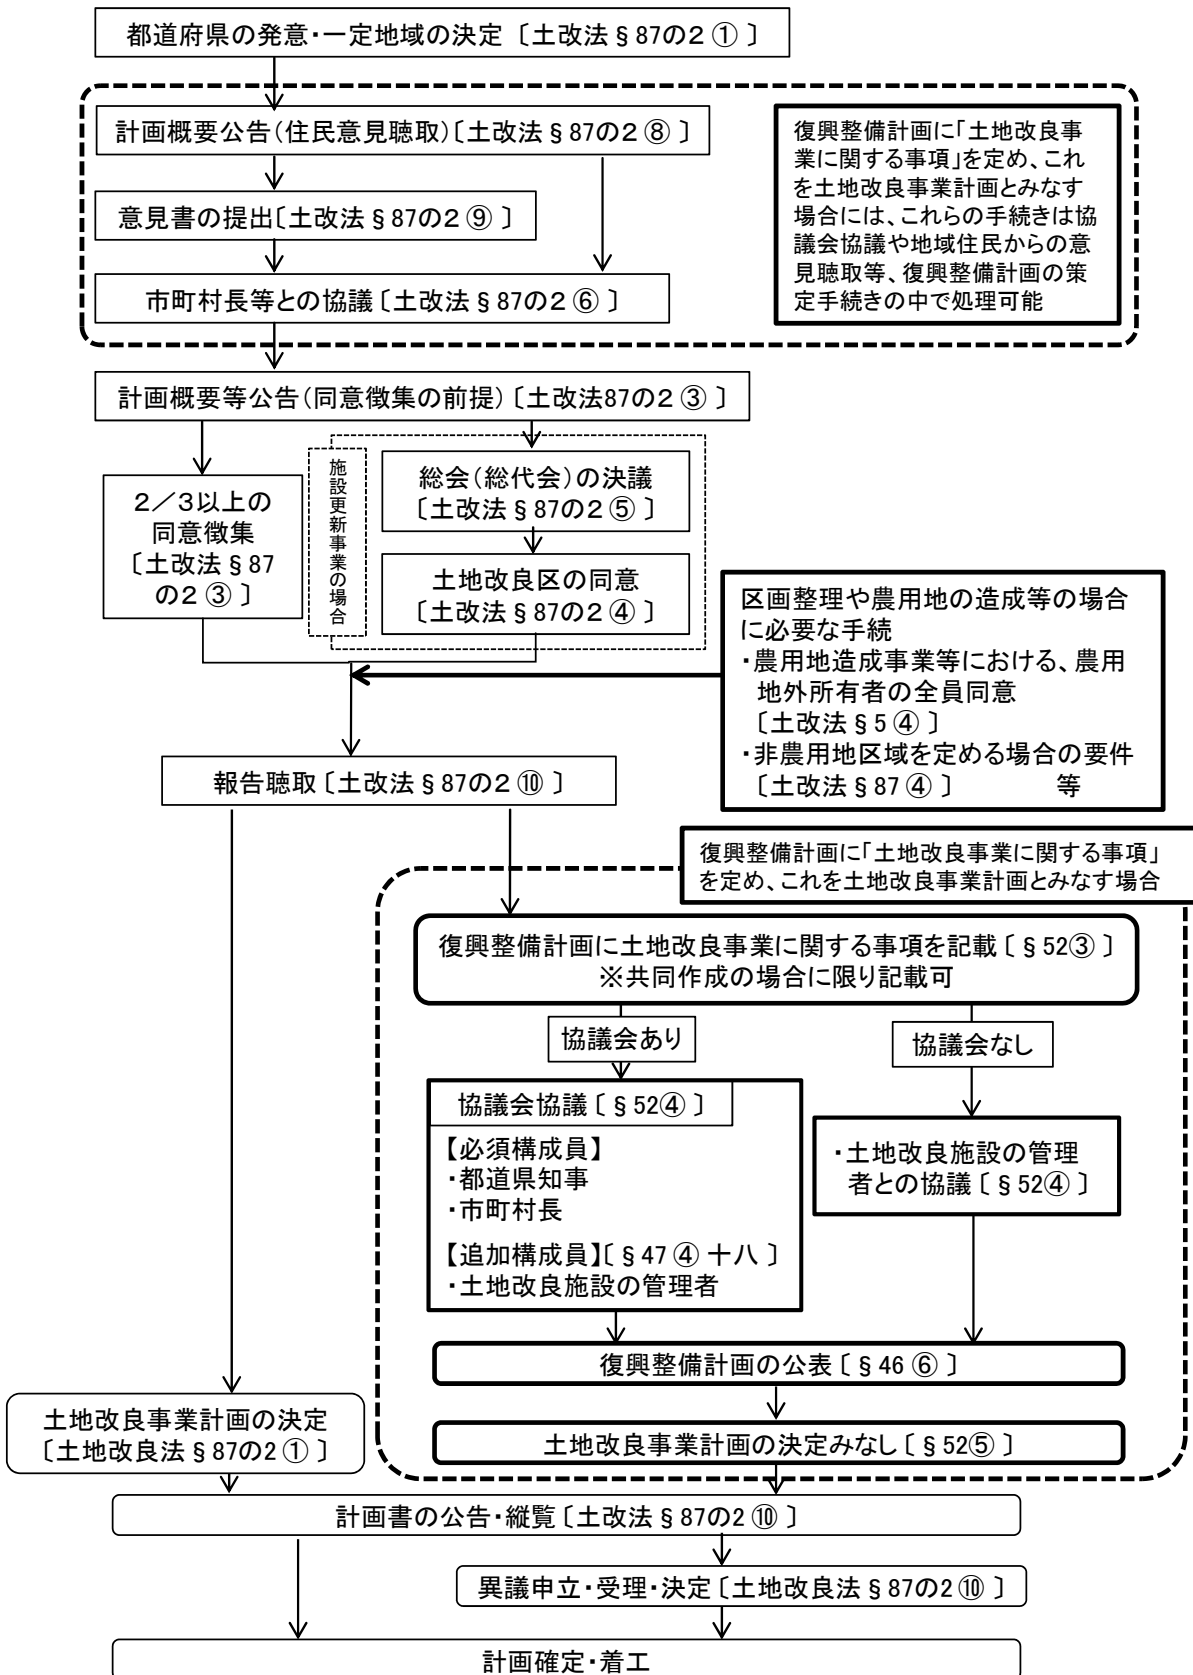 都道府県の発意・一定地域の決定〔土改法§87の2①〕
計画概要公告(住民意見聴取)〔土改法§87の2⑧〕
意見書の提出〔土改法§87の2⑨〕
市町村長等との協議〔土改法§87の2⑥〕
復興整備計画に「土地改良事
業に関する事項」を定め、これ
を土地改良事業計画とみなす
場合には、これらの手続きは協
議会協議や地域住民からの意
見聴取等、復興整備計画の策
定手続きの中で処理可能
計画概要等公告(同意徴集の前提)〔土改法87の2③〕
2/3以上の
同意徴集
〔土改法§87
の2③〕
施設更新事業の場合
総会(総代会)の決議
〔土改法§87の2⑤〕
土地改良区の同意
〔土改法§87の2④〕
区画整理や農用地の造成等の場合
に必要な手続
・農用地造成事業等における、農用
地外所有者の全員同意
〔土改法§5④〕
・非農用地区域を定める場合の要件
〔土改法§87④〕 等
報告聴取〔土改法§87の2⑩〕
復興整備計画に「土地改良事業に関する事項」
を定め、これを土地改良事業計画とみなす場合
復興整備計画に土地改良事業に関する事項を記載〔§52③〕
※共同作成の場合に限り記載可
協議会あり
協議会なし
協議会協議〔§52④〕
【必須構成員】
・都道県知事
・市町村長
【追加構成員】〔§47④十八〕
・土地改良施設の管理者
・土地改良施設の管理
者との協議〔§52④〕
復興整備計画の公表〔§46⑥〕
土地改良事業計画の決定みなし〔§52⑤〕
土地改良事業計画の決定
〔土地改良法§87の2①〕
計画書の公告・縦覧〔土改法§87の2⑩〕
異議申立・受理・決定〔土地改良法§87の2⑩〕
計画確定・着工